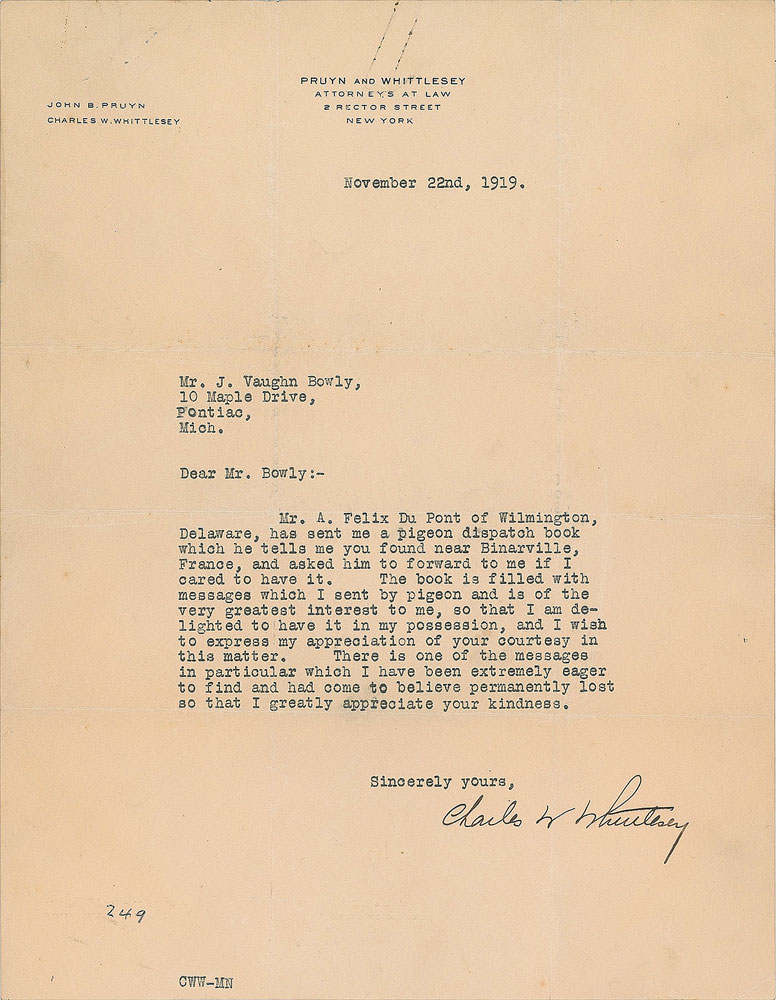 PRUYN AND WHITTLESEY
ATTORNEYS AT LAW
2 RECTOR STREET
NEW YORK
JOHN B. PRUYN
CHARLES W. WHITTLESEY
November 22nd, 1919.
Mr. J. Vaughn Bowly,
10 Maple Drive,
Pontiac,
Mich.
Dear Mr. Bowly:-
Mr. A. Felix Du Pont of Wilmington,
Delaware, has sent me a pigeon dispatch book
which he tells me you found near Binarville,
France, and asked him to forward to me if I
cared to have it. The book is filled with
messages which I sent by pigeon and is of the
very greatest interest to me, so that I am de-
lighted to have it in my possession, and I wish
to express my appreciation of your courtesy in
this matter. There is one of the messages
in particular which I have been extremely eager
to find and had come to believe permanently lost
so that I greatly appreciate your kindness.
Sincerely yours,
Charles W Whittlesey
249
CWW-MN